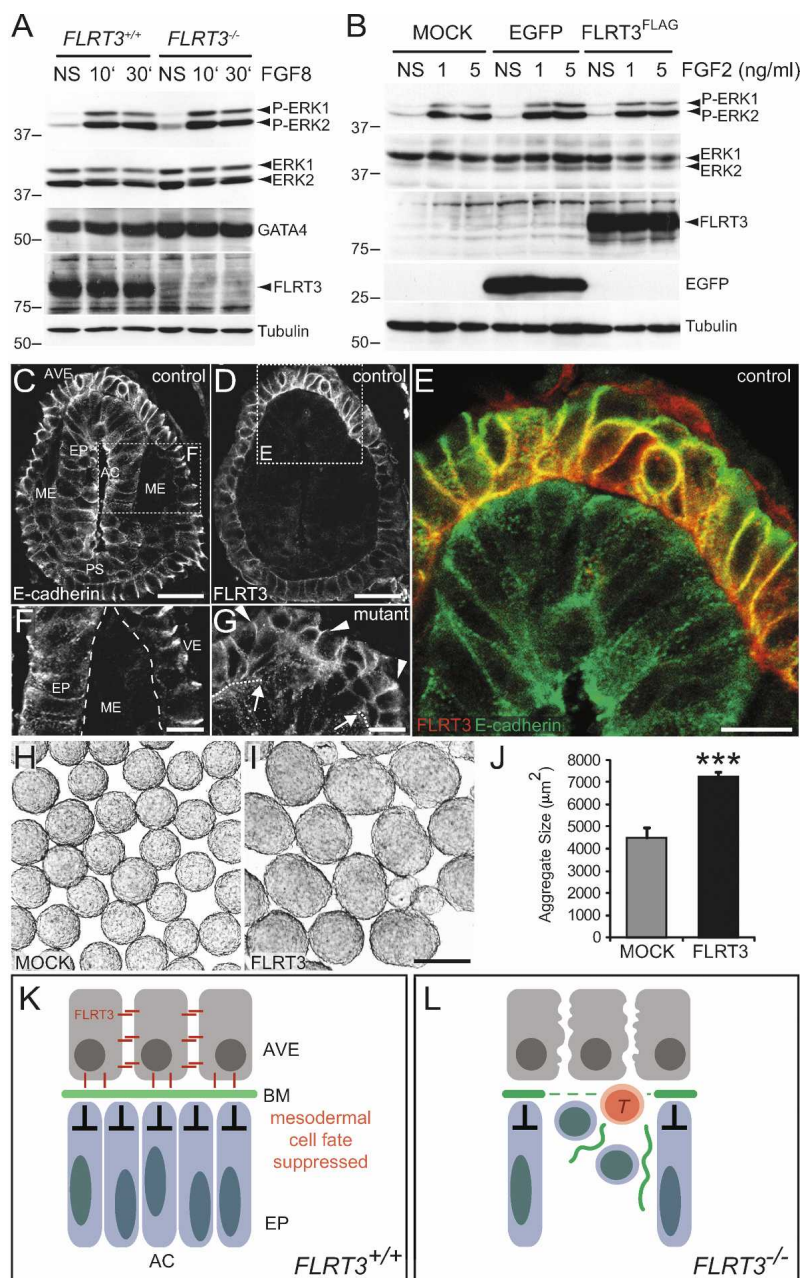 A
FLRT3+/+ FLRT3-/-
NS 10‘ 30‘ NS 10‘ 30‘ FGF8
P-ERK1
P-ERK2
37
ERK1
ERK2
37
GATA4
50
FLRT3
75
Tubulin
50
B
MOCK EGFP FLRT3FLAG
NS 1 5 NS 1 5 NS 1 5 FGF2 (ng/ml)
P-ERK1
P-ERK2
37
ERK1
ERK2
37
FLRT3
75
EGFP
25
Tubulin
50
C AVE control
EP
AC
F
ME ME
PS
E-cadherin
D control
E
FLRT3
E control
FLRT3 E-cadherin
F
EP
ME
VE
G mutant
H
MOCK
I
FLRT3
J
Aggregate Size (µm2)
8000
7000
6000
5000
4000
3000
2000
1000
0
***
MOCK FLRT3
K
FLRT3
AVE
BM
mesodermal
cell fate
suppressed
EP
AC
FLRT3+/+
L
T
FLRT3-/-